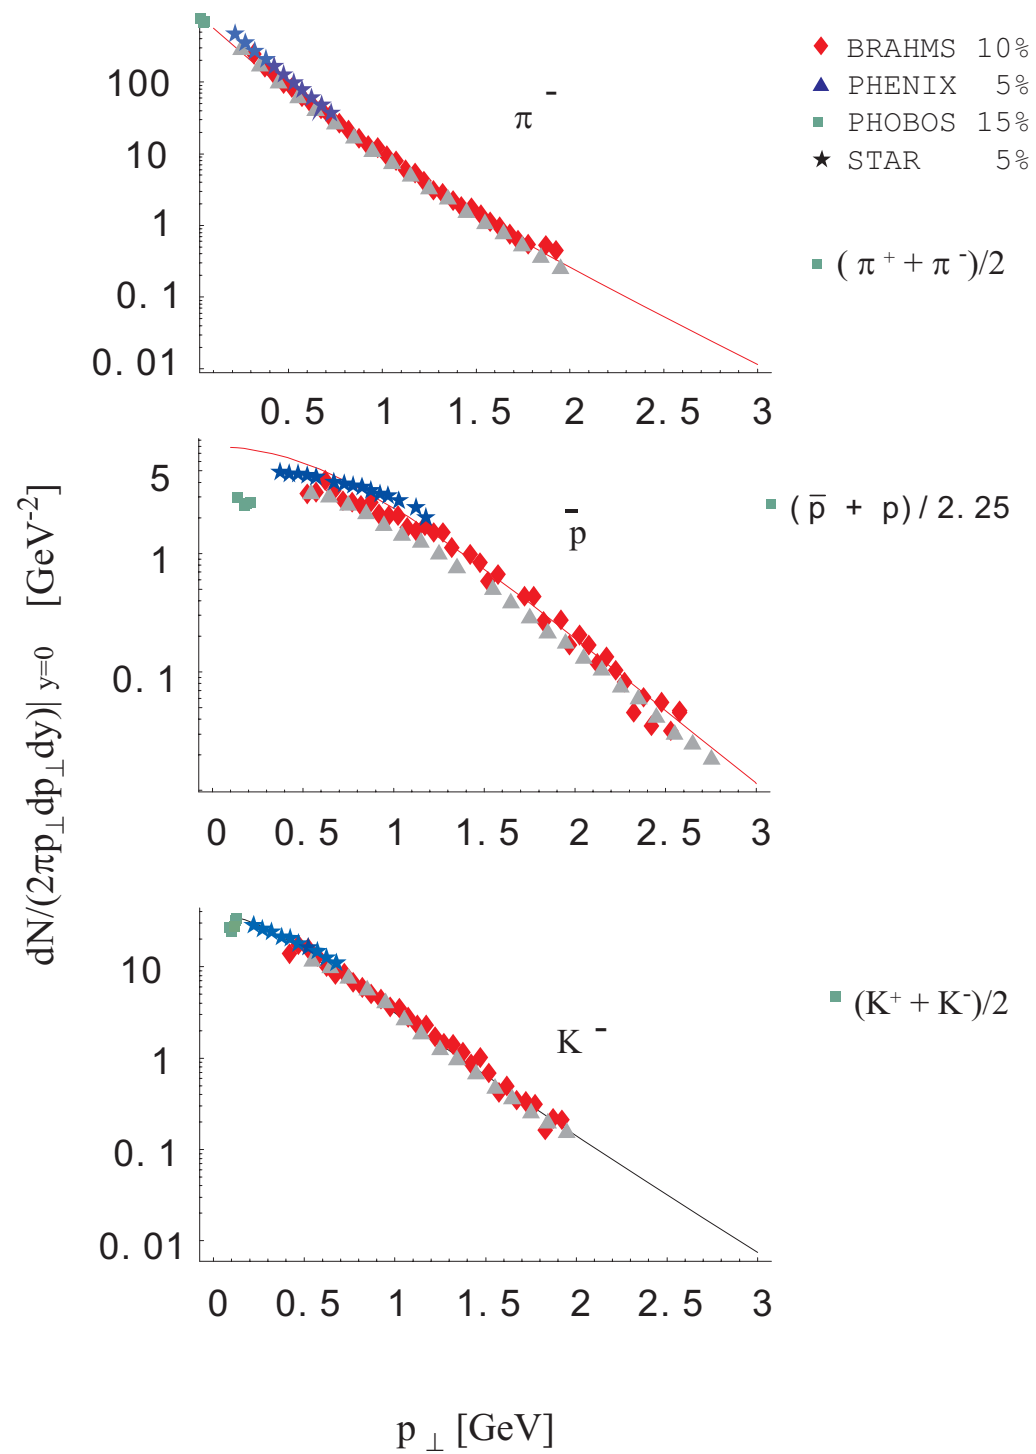 BRAHMS 10%
PHENIX 5%
PHOBOS 15%
STAR 5%
100
10
1
0.1
0.01
π⁻
(π⁺ + π⁻)/2
0.5 1 1.5 2 2.5 3
dN/(2πp⊥dp⊥dy)|y=0 [GeV⁻²]
5
1
0.1
p̄
(p̄ + p)/2.25
0 0.5 1 1.5 2 2.5 3
10
1
0.1
0.01
K⁻
(K⁺ + K⁻)/2
0 0.5 1 1.5 2 2.5 3
p⊥ [GeV]